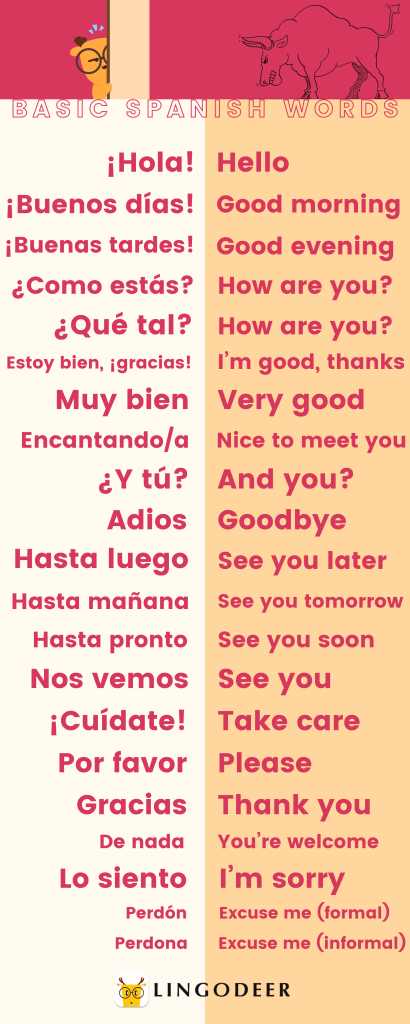 BASIC SPANISH WORDS
¡Hola! Hello
¡Buenos días! Good morning
¡Buenas tardes! Good evening
¿Como estás? How are you?
¿Qué tal? How are you?
Estoy bien, ¡gracias! I'm good, thanks
Muy bien Very good
Encantando/a Nice to meet you
¿Y tú? And you?
Adios Goodbye
Hasta luego See you later
Hasta mañana See you tomorrow
Hasta pronto See you soon
Nos vemos See you
¡Cuídate! Take care
Por favor Please
Gracias Thank you
De nada You're welcome
Lo siento I'm sorry
Perdón Excuse me (formal)
Perdona Excuse me (informal)
LINGODEER